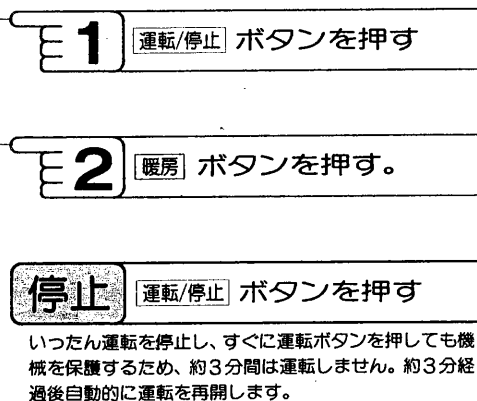 1 運転/停止 ボタンを押す
2 暖房 ボタンを押す。
停止 運転/停止 ボタンを押す
いったん運転を停止し、すぐに運転ボタンを押しても機
械を保護するため、約3分間は運転しません。約3分経
過後自動的に運転を再開します。